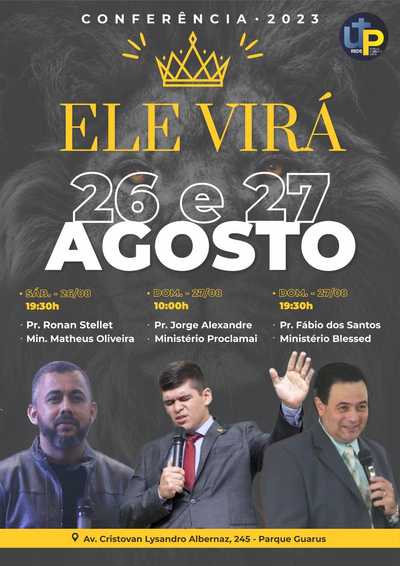 CONFERÊNCIA • 2023
UP
REDE
ELE VIRÁ
26 e 27
AGOSTO
• SÁB. - 26/08
19:30h
• Pr. Ronan Stellet
• Min. Matheus Oliveira
• DOM. - 27/08
10:00h
• Pr. Jorge Alexandre
• Ministério Proclamai
• DOM. - 27/08
19:30h
• Pr. Fábio dos Santos
• Ministério Blessed
Av. Cristovan Lysandro Albernaz, 245 - Parque Guarus